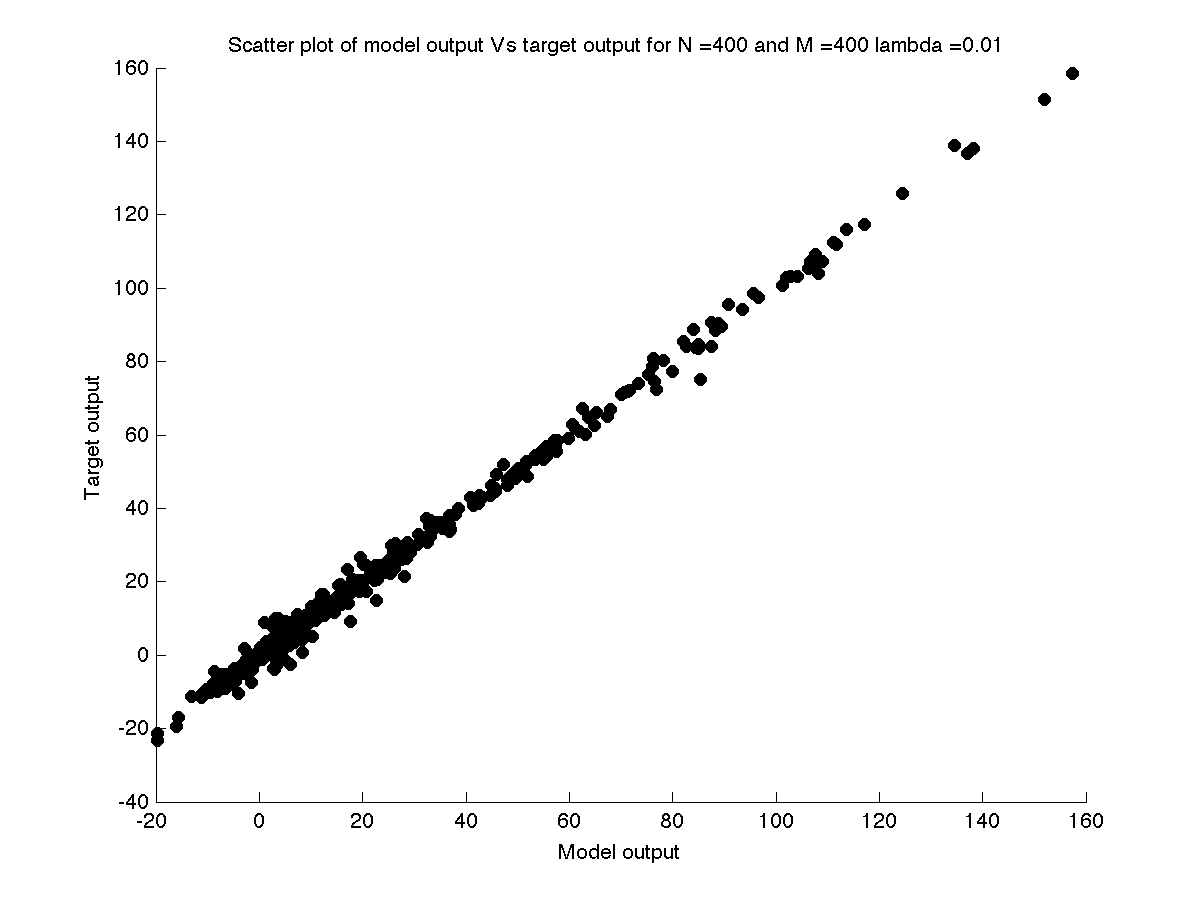 Scatter plot of model output Vs target output for N =400 and M =400 lambda =0.01
160
140
120
100
80
60
40
20
0
-20
-40
Target output
-20 0 20 40 60 80 100 120 140 160
Model output